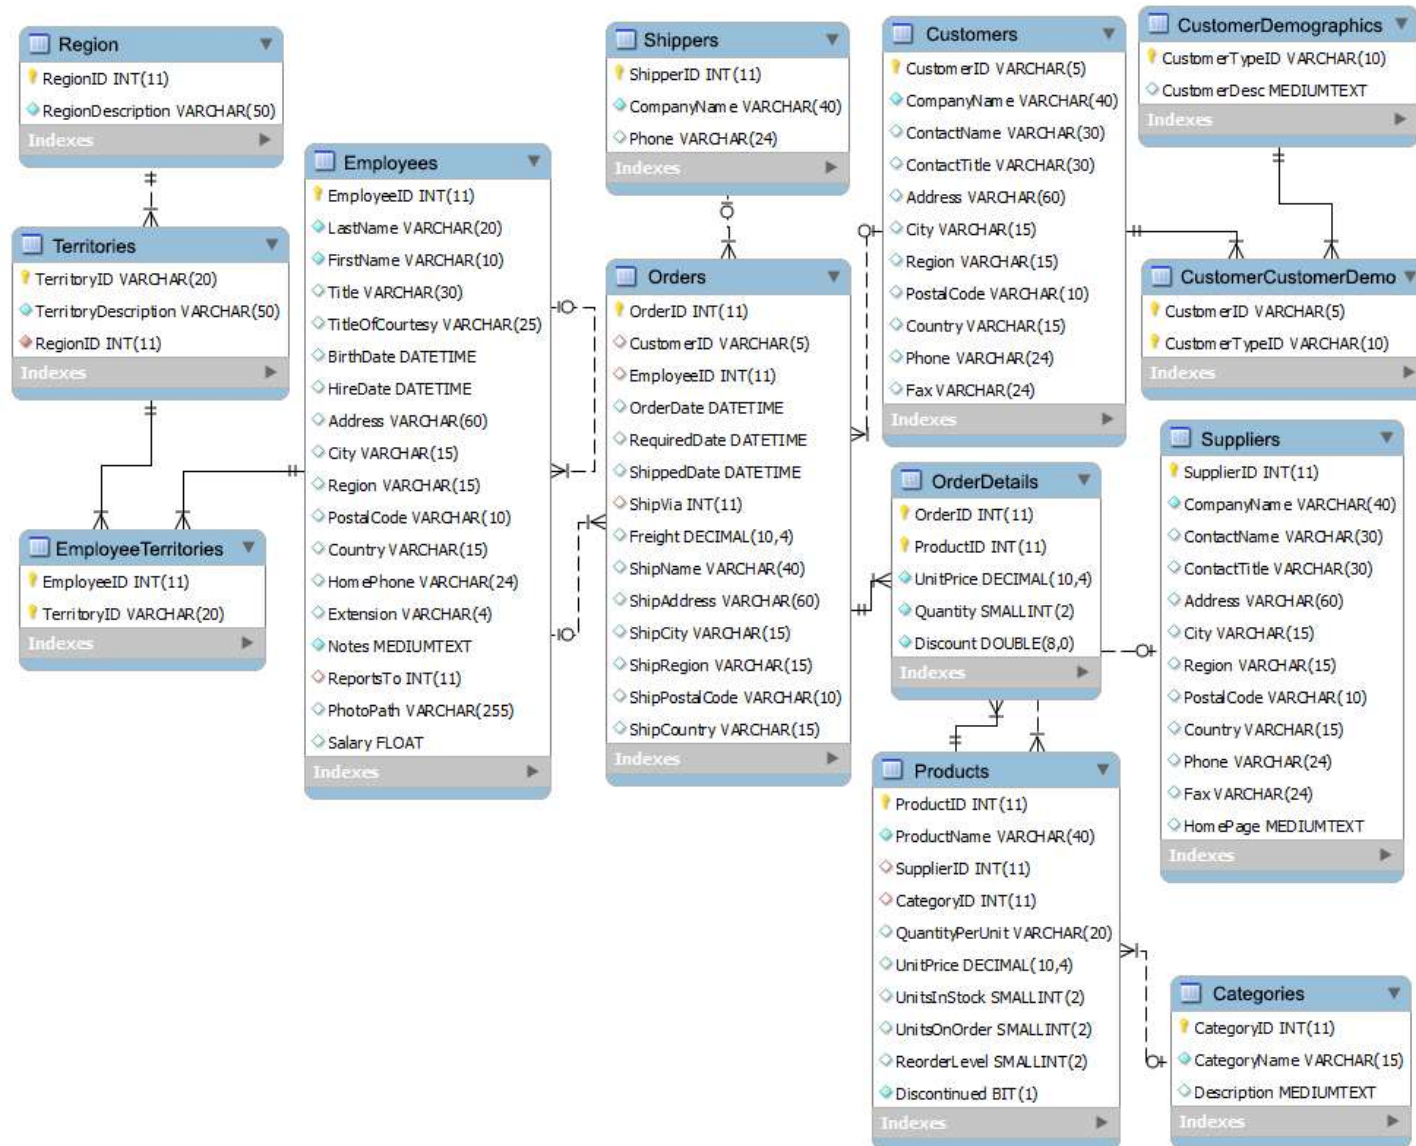 Region
RegionID INT(11)
RegionDescription VARCHAR(50)
Indexes
Territories
TerritoryID VARCHAR(20)
TerritoryDescription VARCHAR(50)
RegionID INT(11)
Indexes
EmployeeTerritories
EmployeeID INT(11)
TerritoryID VARCHAR(20)
Indexes
Employees
EmployeeID INT(11)
LastName VARCHAR(20)
FirstName VARCHAR(10)
Title VARCHAR(30)
TitleOfCourtesy VARCHAR(25)
BirthDate DATETIME
HireDate DATETIME
Address VARCHAR(60)
City VARCHAR(15)
Region VARCHAR(15)
PostalCode VARCHAR(10)
Country VARCHAR(15)
HomePhone VARCHAR(24)
Extension VARCHAR(4)
Notes MEDIUMTEXT
ReportsTo INT(11)
PhotoPath VARCHAR(255)
Salary FLOAT
Indexes
Shippers
ShipperID INT(11)
CompanyName VARCHAR(40)
Phone VARCHAR(24)
Indexes
Orders
OrderID INT(11)
CustomerID VARCHAR(5)
EmployeeID INT(11)
OrderDate DATETIME
RequiredDate DATETIME
ShippedDate DATETIME
ShipVia INT(11)
Freight DECIMAL(10,4)
ShipName VARCHAR(40)
ShipAddress VARCHAR(60)
ShipCity VARCHAR(15)
ShipRegion VARCHAR(15)
ShipPostalCode VARCHAR(10)
ShipCountry VARCHAR(15)
Indexes
Customers
CustomerID VARCHAR(5)
CompanyName VARCHAR(40)
ContactName VARCHAR(30)
ContactTitle VARCHAR(30)
Address VARCHAR(60)
City VARCHAR(15)
Region VARCHAR(15)
PostalCode VARCHAR(10)
Country VARCHAR(15)
Phone VARCHAR(24)
Fax VARCHAR(24)
Indexes
CustomerDemographics
CustomerTypeID VARCHAR(10)
CustomerDesc MEDIUMTEXT
Indexes
CustomerCustomerDemo
CustomerID VARCHAR(5)
CustomerTypeID VARCHAR(10)
Indexes
OrderDetails
OrderID INT(11)
ProductID INT(11)
UnitPrice DECIMAL(10,4)
Quantity SMALLINT(2)
Discount DOUBLE(8,0)
Indexes
Suppliers
SupplierID INT(11)
CompanyName VARCHAR(40)
ContactName VARCHAR(30)
ContactTitle VARCHAR(30)
Address VARCHAR(60)
City VARCHAR(15)
Region VARCHAR(15)
PostalCode VARCHAR(10)
Country VARCHAR(15)
Phone VARCHAR(24)
Fax VARCHAR(24)
HomePage MEDIUMTEXT
Indexes
Products
ProductID INT(11)
ProductName VARCHAR(40)
SupplierID INT(11)
CategoryID INT(11)
QuantityPerUnit VARCHAR(20)
UnitPrice DECIMAL(10,4)
UnitsInStock SMALLINT(2)
UnitsOnOrder SMALLINT(2)
ReorderLevel SMALLINT(2)
Discontinued BIT(1)
Indexes
Categories
CategoryID INT(11)
CategoryName VARCHAR(15)
Description MEDIUMTEXT
Indexes